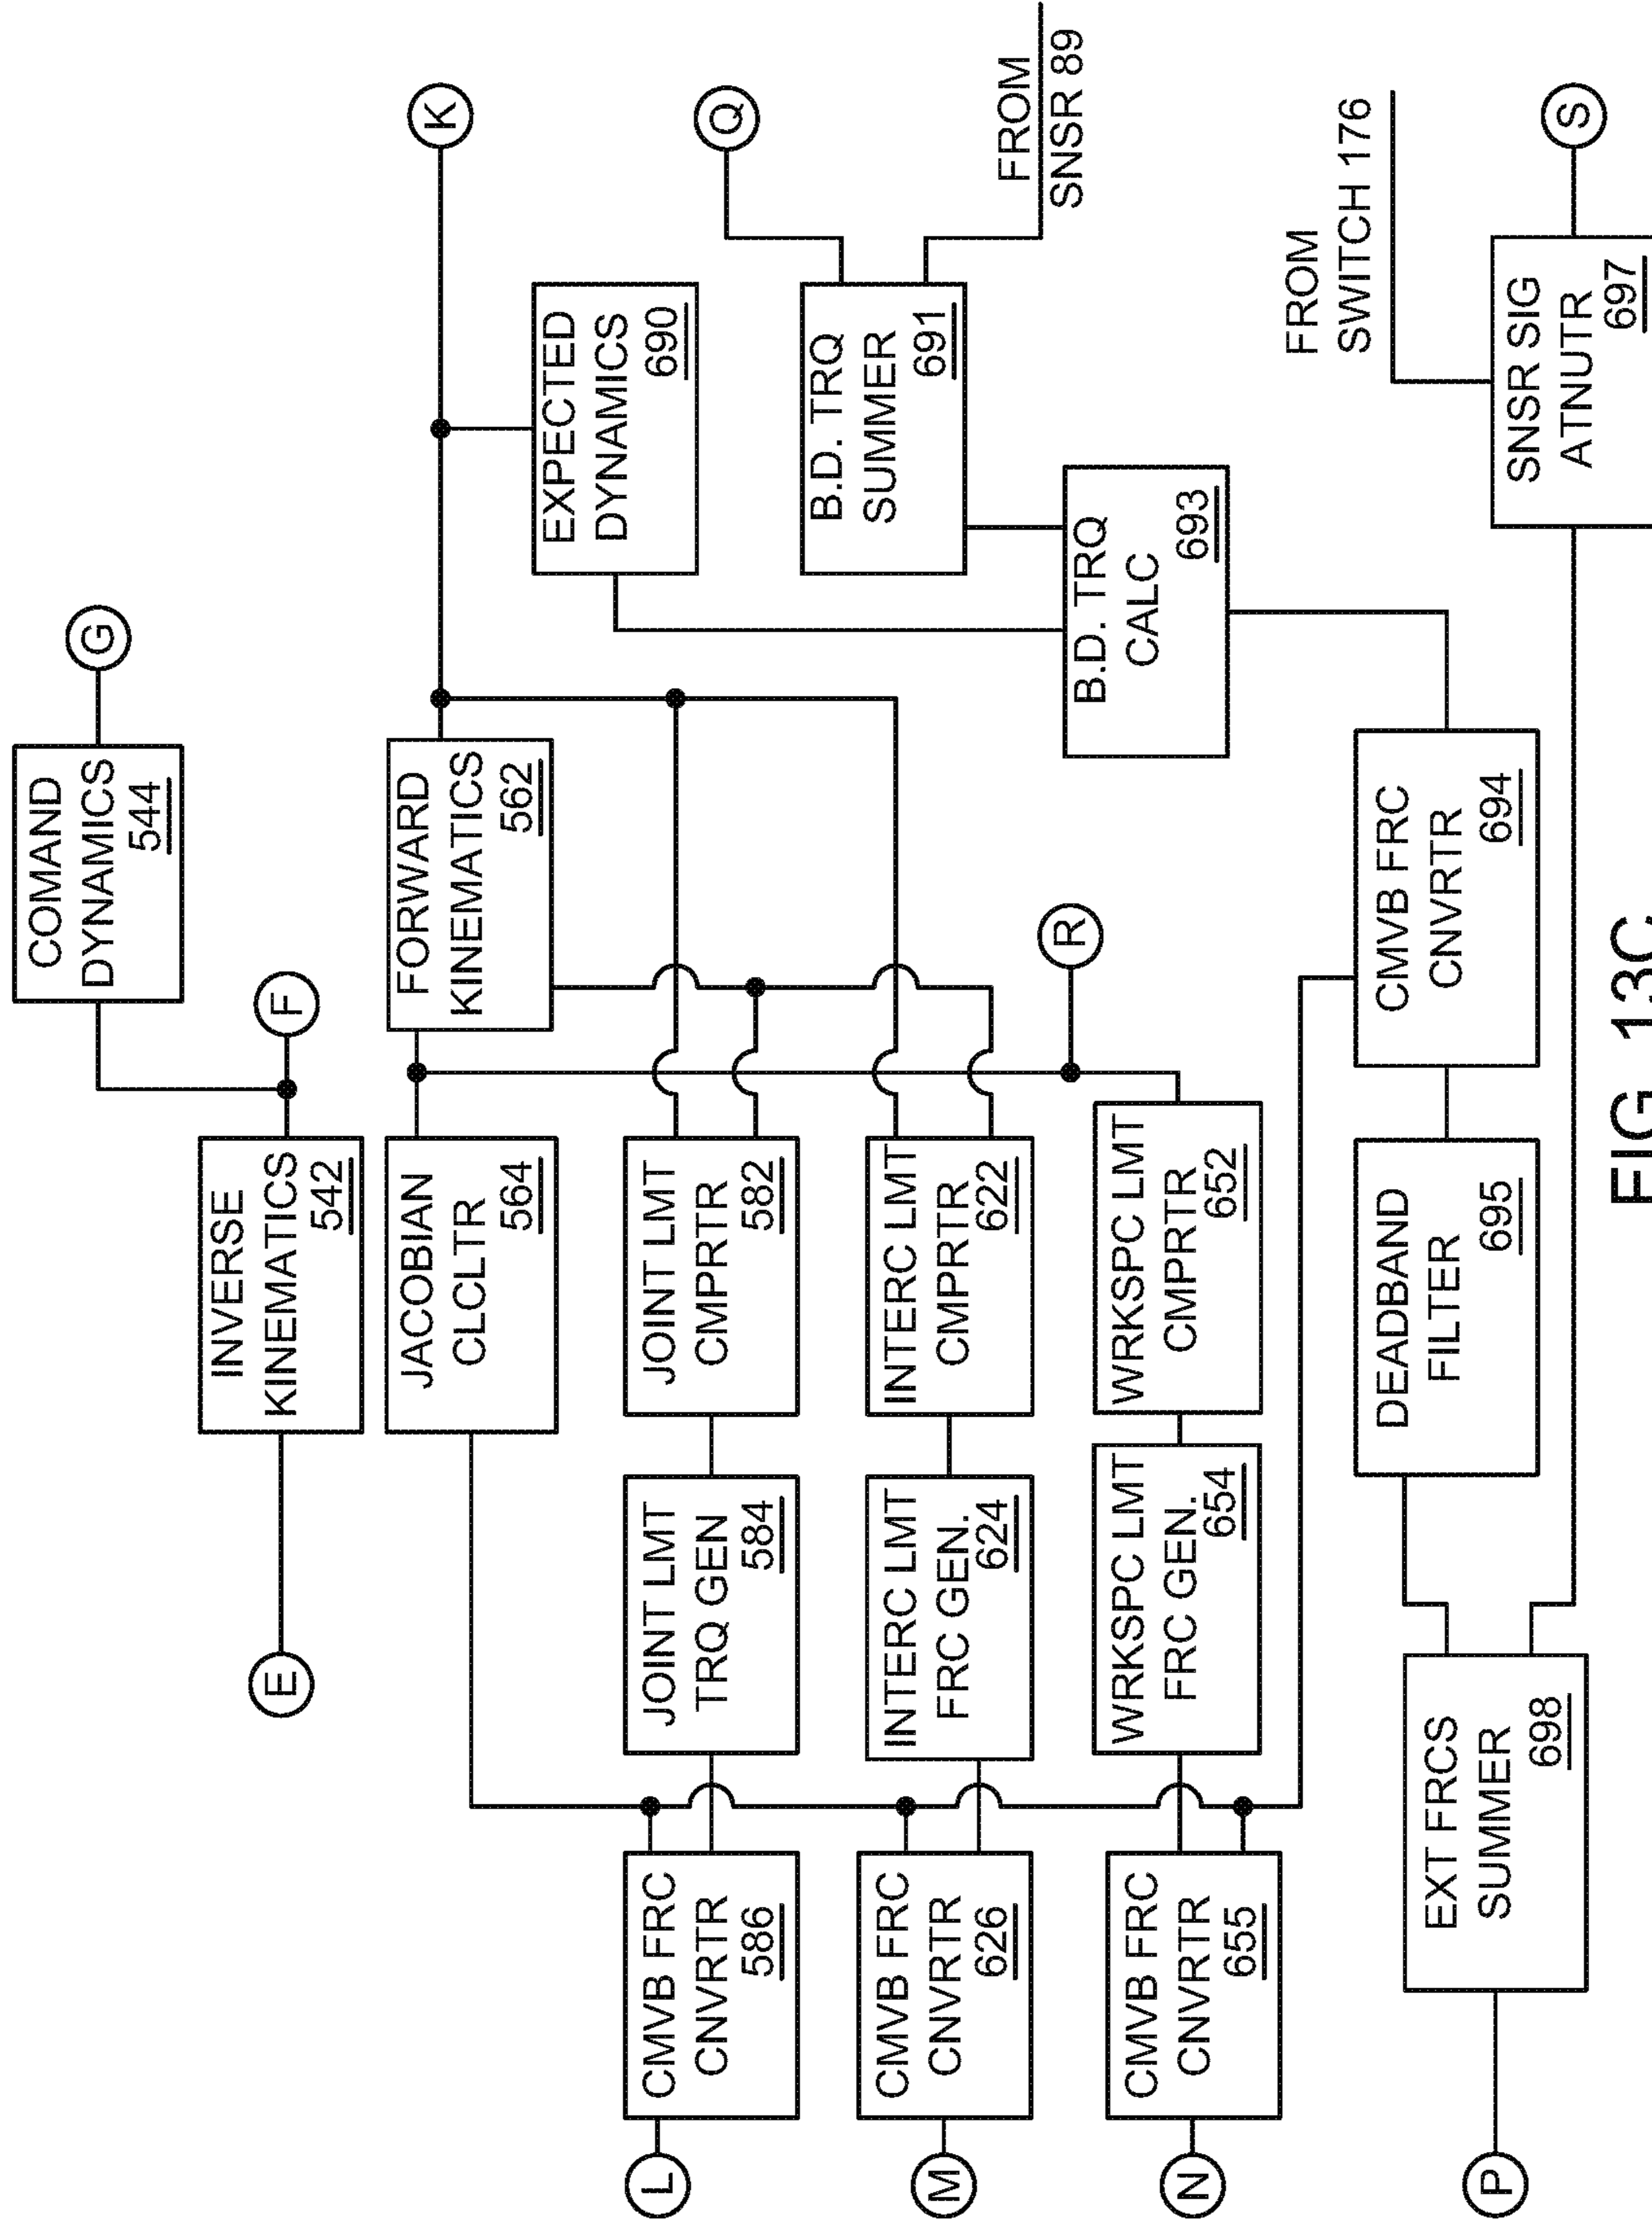 COMAND
DYNAMICS
544
G
E
INVERSE
KINEMATICS
542
F
JACOBIAN
CLCLTR
564
FORWARD
KINEMATICS
562
K
EXPECTED
DYNAMICS
690
L
CMVB FRC
CNVRTR
586
JOINT LMT
TRQ GEN
584
JOINT LMT
CMPRTR
582
Q
B.D. TRQ
SUMMER
691
M
CMVB FRC
CNVRTR
626
INTERC LMT
FRC GEN.
624
INTERC LMT
CMPRTR
622
FROM
SNSR 89
R
B.D. TRQ
CALC
693
N
CMVB FRC
CNVRTR
655
WRKSPC LMT
FRC GEN.
654
WRKSPC LMT
CMPRTR
652
FROM
SWITCH 176
DEADBAND
FILTER
695
CMVB FRC
CNVRTR
694
P
EXT FRCS
SUMMER
698
SNSR SIG
ATNUTR
697
S
FIG. 13C